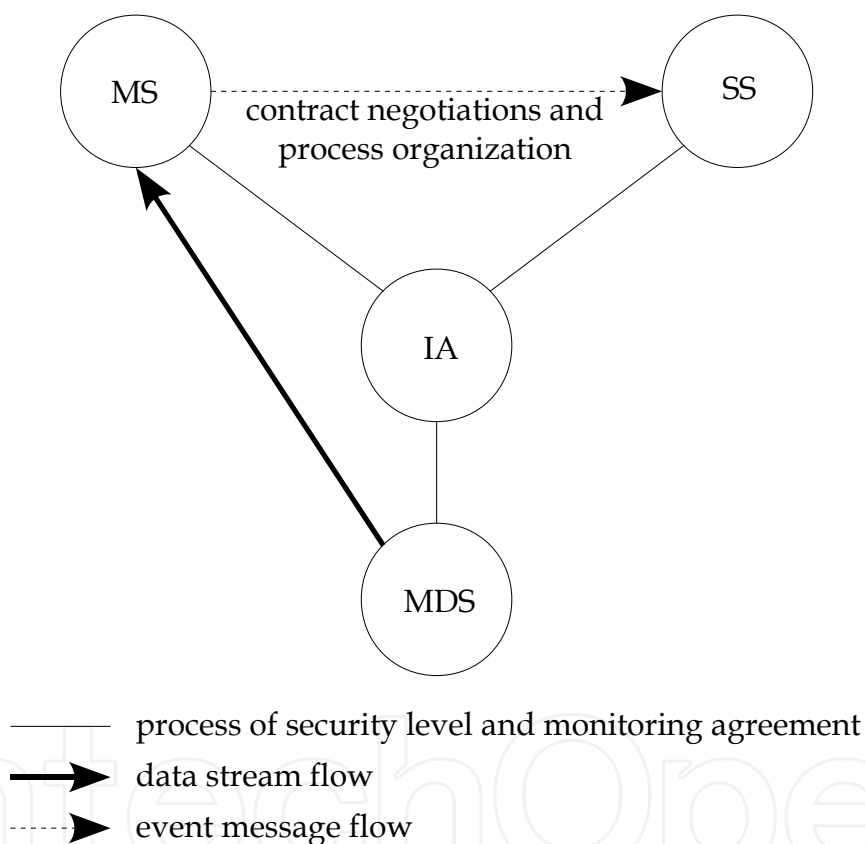 MS
SS
contract negotiations and
process organization
IA
MDS
process of security level and monitoring agreement
data stream flow
event message flow
ntechOpe